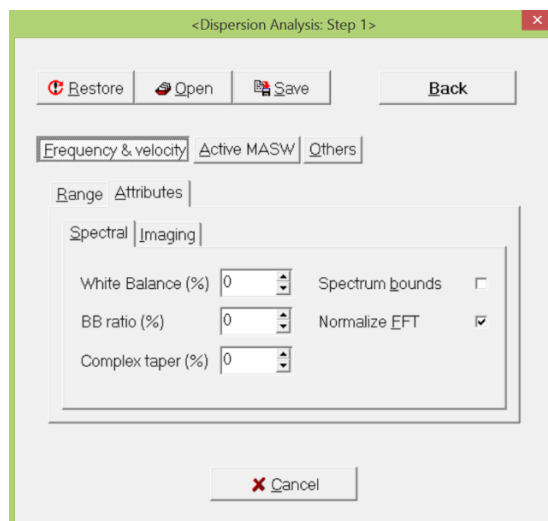 <Dispersion Analysis: Step 1>
Restore Open Save Back
Frequency & velocity Active MASW Others
Range Attributes
Spectral Imaging
White Balance (%) 0 Spectrum bounds
BB ratio (%) 0 Normalize FFT
Complex taper (%) 0
Cancel